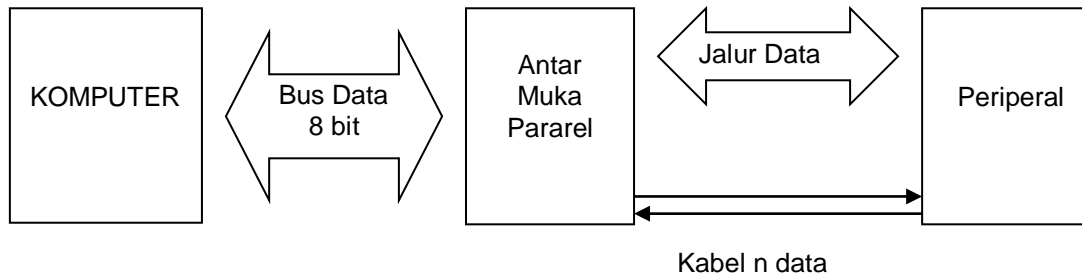 KOMPUTER
Bus Data
8 bit
Antar
Muka
Pararel
Jalur Data
Periperal
Kabel n data